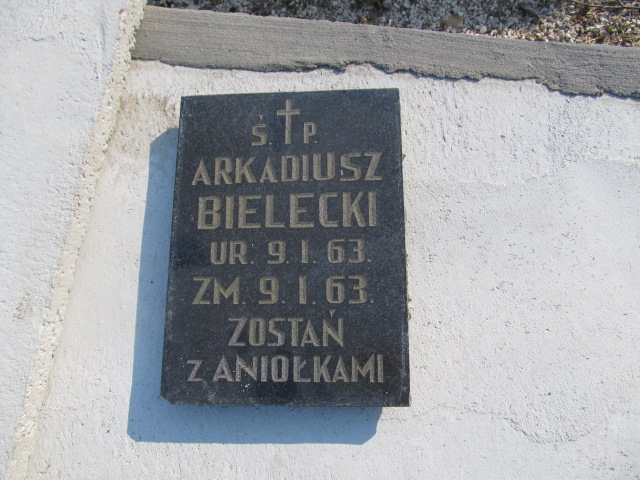 Ś. P.
ARKADIUSZ
BIELECKI
UR. 9. I. 63.
ZM. 9. I. 63.
ZOSTAŃ
Z ANIOŁKAMI